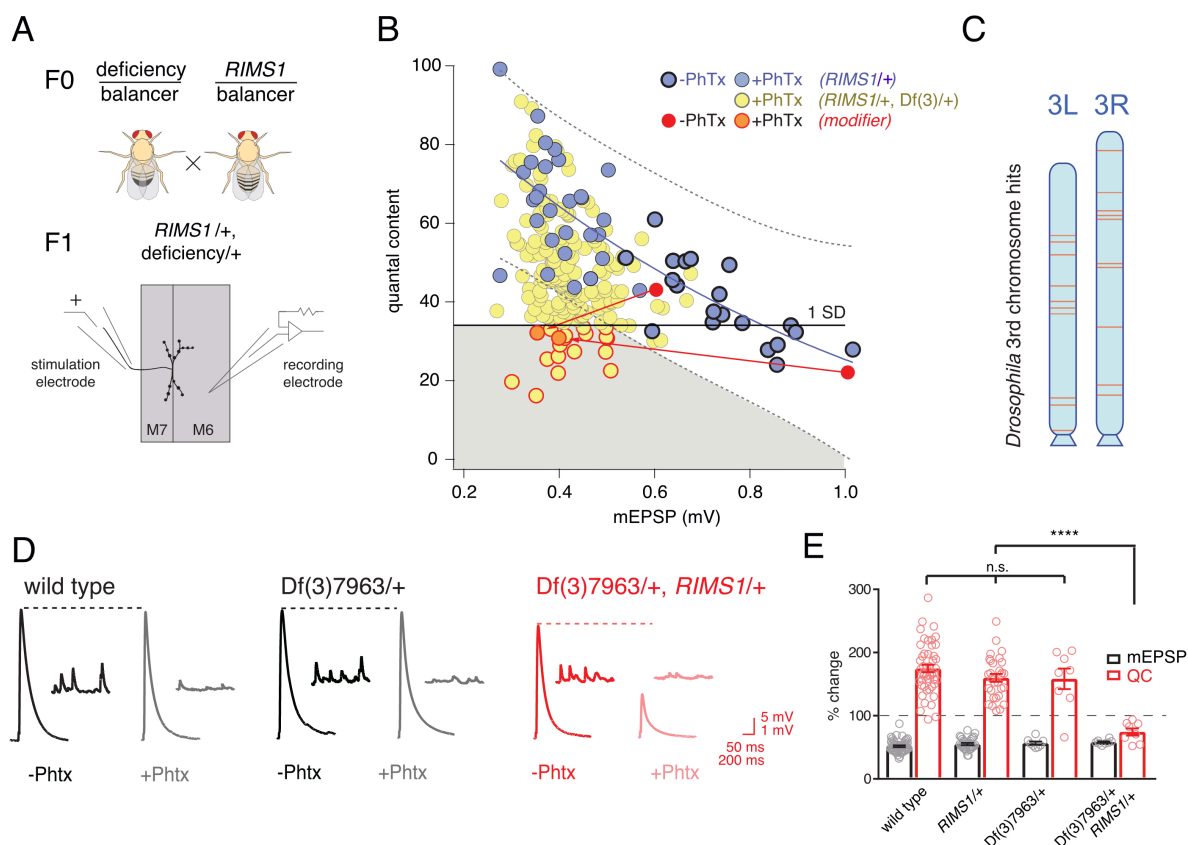 A
F0
deficiency
balancer
RIMS1
balancer
×
F1
RIMS1 /+,
deficiency/+
+
stimulation
electrode
recording
electrode
M7
M6
B
100
80
60
40
20
0
quantal content
0.2
0.4
0.6
0.8
1.0
mEPSP (mV)
-PhTx
+PhTx
(RIMS1/+)
+PhTx
(RIMS1/+, Df(3)/+)
-PhTx
+PhTx
(modifier)
1 SD
C
3L
3R
Drosophila 3rd chromosome hits
D
wild type
-Phtx
+Phtx
Df(3)7963/+
-Phtx
+Phtx
Df(3)7963/+, RIMS1/+
-Phtx
+Phtx
5 mV
1 mV
50 ms
200 ms
E
****
n.s.
300
200
100
0
% change
mEPSP
QC
wild type
RIMS1/+
Df(3)7963/+
Df(3)7963/+
RIMS1/+